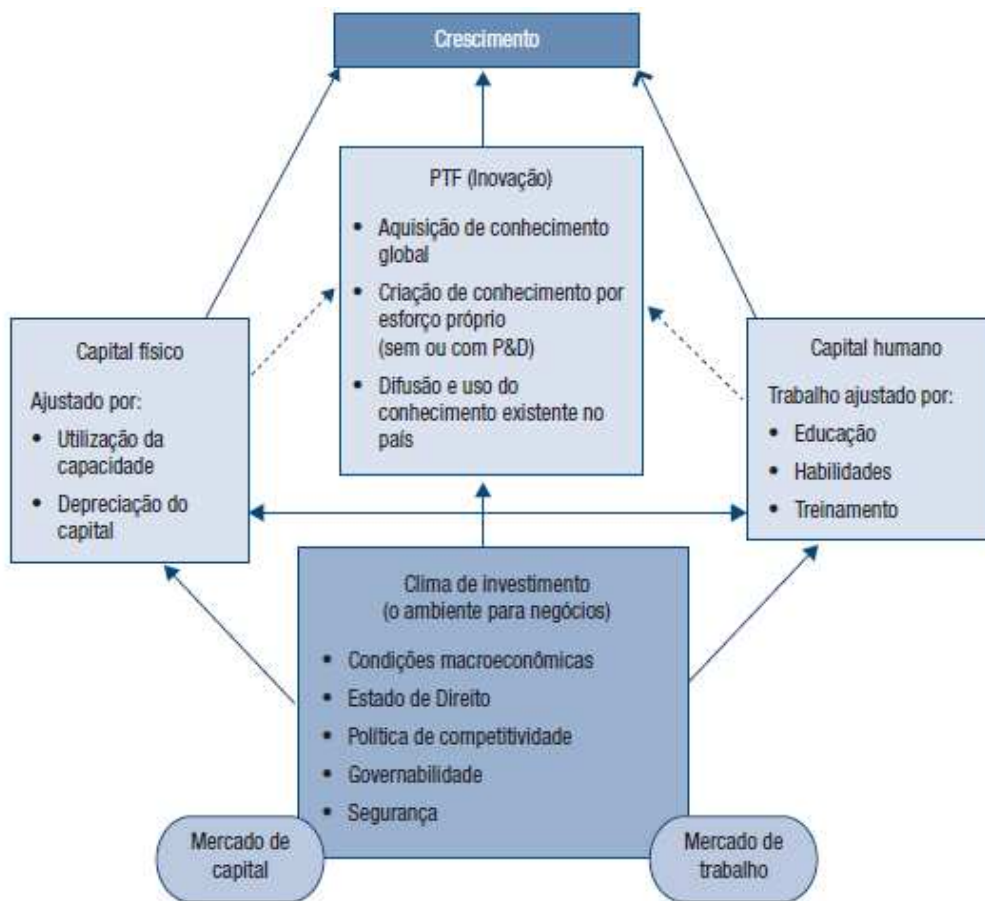 Crescimento
PTF (Inovação)
• Aquisição de conhecimento
global
• Criação de conhecimento por
esforço próprio
(sem ou com P&D)
• Difusão e uso do
conhecimento existente no
país
Capital físico
Ajustado por:
• Utilização da
capacidade
• Depreciação do
capital
Capital humano
Trabalho ajustado por:
• Educação
• Habilidades
• Treinamento
Clima de investimento
(o ambiente para negócios)
• Condições macroeconômicas
• Estado de Direito
• Política de competitividade
• Governabilidade
• Segurança
Mercado de
capital
Mercado de
trabalho